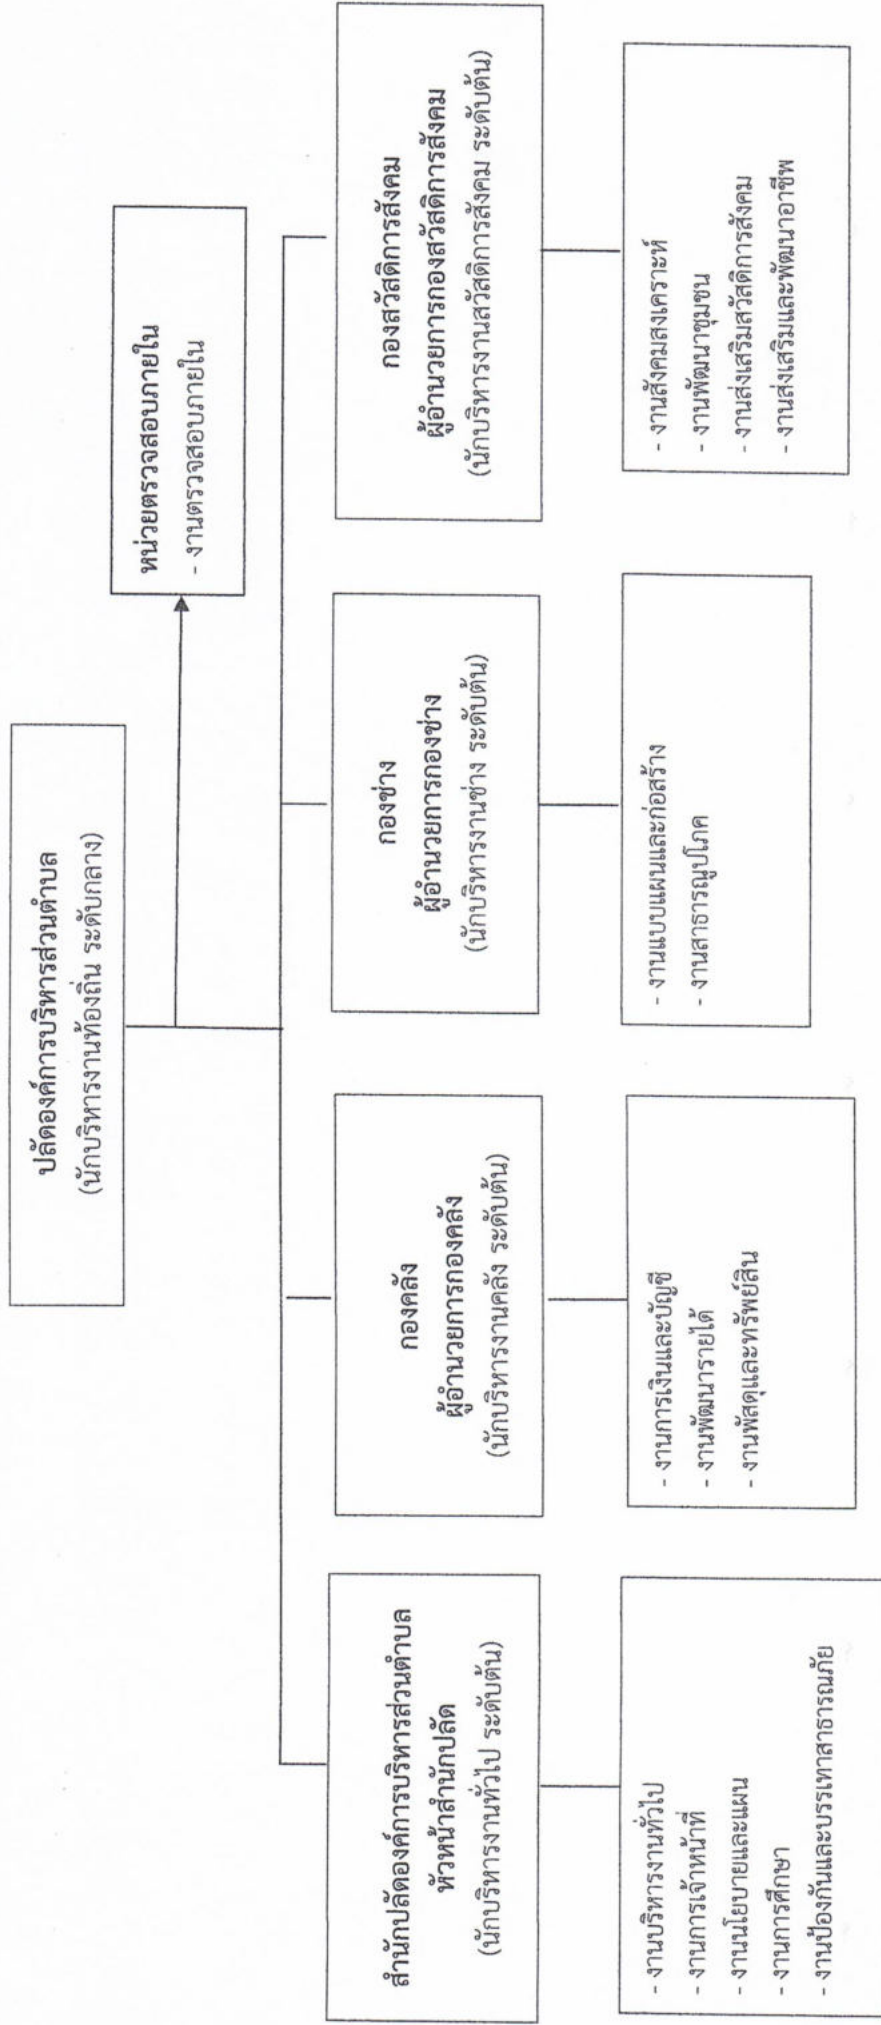 ปลัดองค์การบริหารส่วนตำบล
(นักบริหารงานท้องถิ่น ระดับกลาง)
หน่วยตรวจสอบภายใน
- งานตรวจสอบภายใน
สำนักปลัดองค์การบริหารส่วนตำบล
หัวหน้าสำนักปลัด
(นักบริหารงานทั่วไป ระดับต้น)
กองคลัง
ผู้อำนวยการกองคลัง
(นักบริหารงานคลัง ระดับต้น)
กองช่าง
ผู้อำนวยการกองช่าง
(นักบริหารงานช่าง ระดับต้น)
กองสวัสดิการสังคม
ผู้อำนวยการกองสวัสดิการสังคม
(นักบริหารงานสวัสดิการสังคม ระดับต้น)
- งานบริหารงานทั่วไป
- งานการเจ้าหน้าที่
- งานนโยบายและแผน
- งานการศึกษา
- งานป้องกันและบรรเทาสาธารณภัย
- งานการเงินและบัญชี
- งานพัฒนารายได้
- งานพัสดุและทรัพย์สิน
- งานแบบแผนและก่อสร้าง
- งานสาธารณูปโภค
- งานสังคมสงเคราะห์
- งานพัฒนาชุมชน
- งานส่งเสริมสวัสดิการสังคม
- งานส่งเสริมและพัฒนาอาชีพ